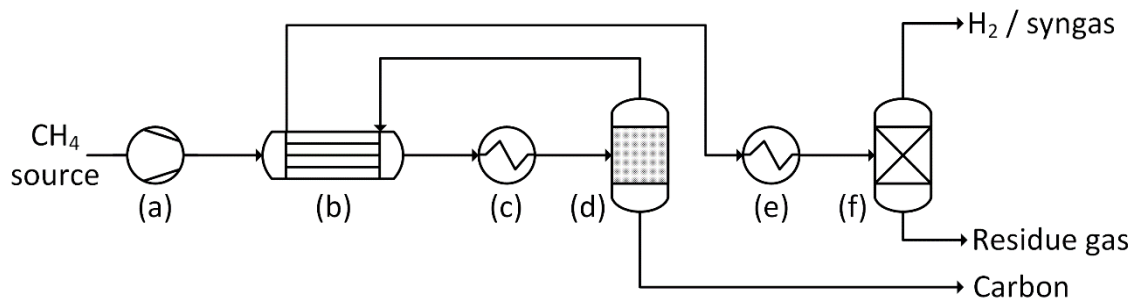 H₂ / syngas
CH₄
source
(a)
(b)
(c)
(d)
(e)
(f)
Residue gas
Carbon